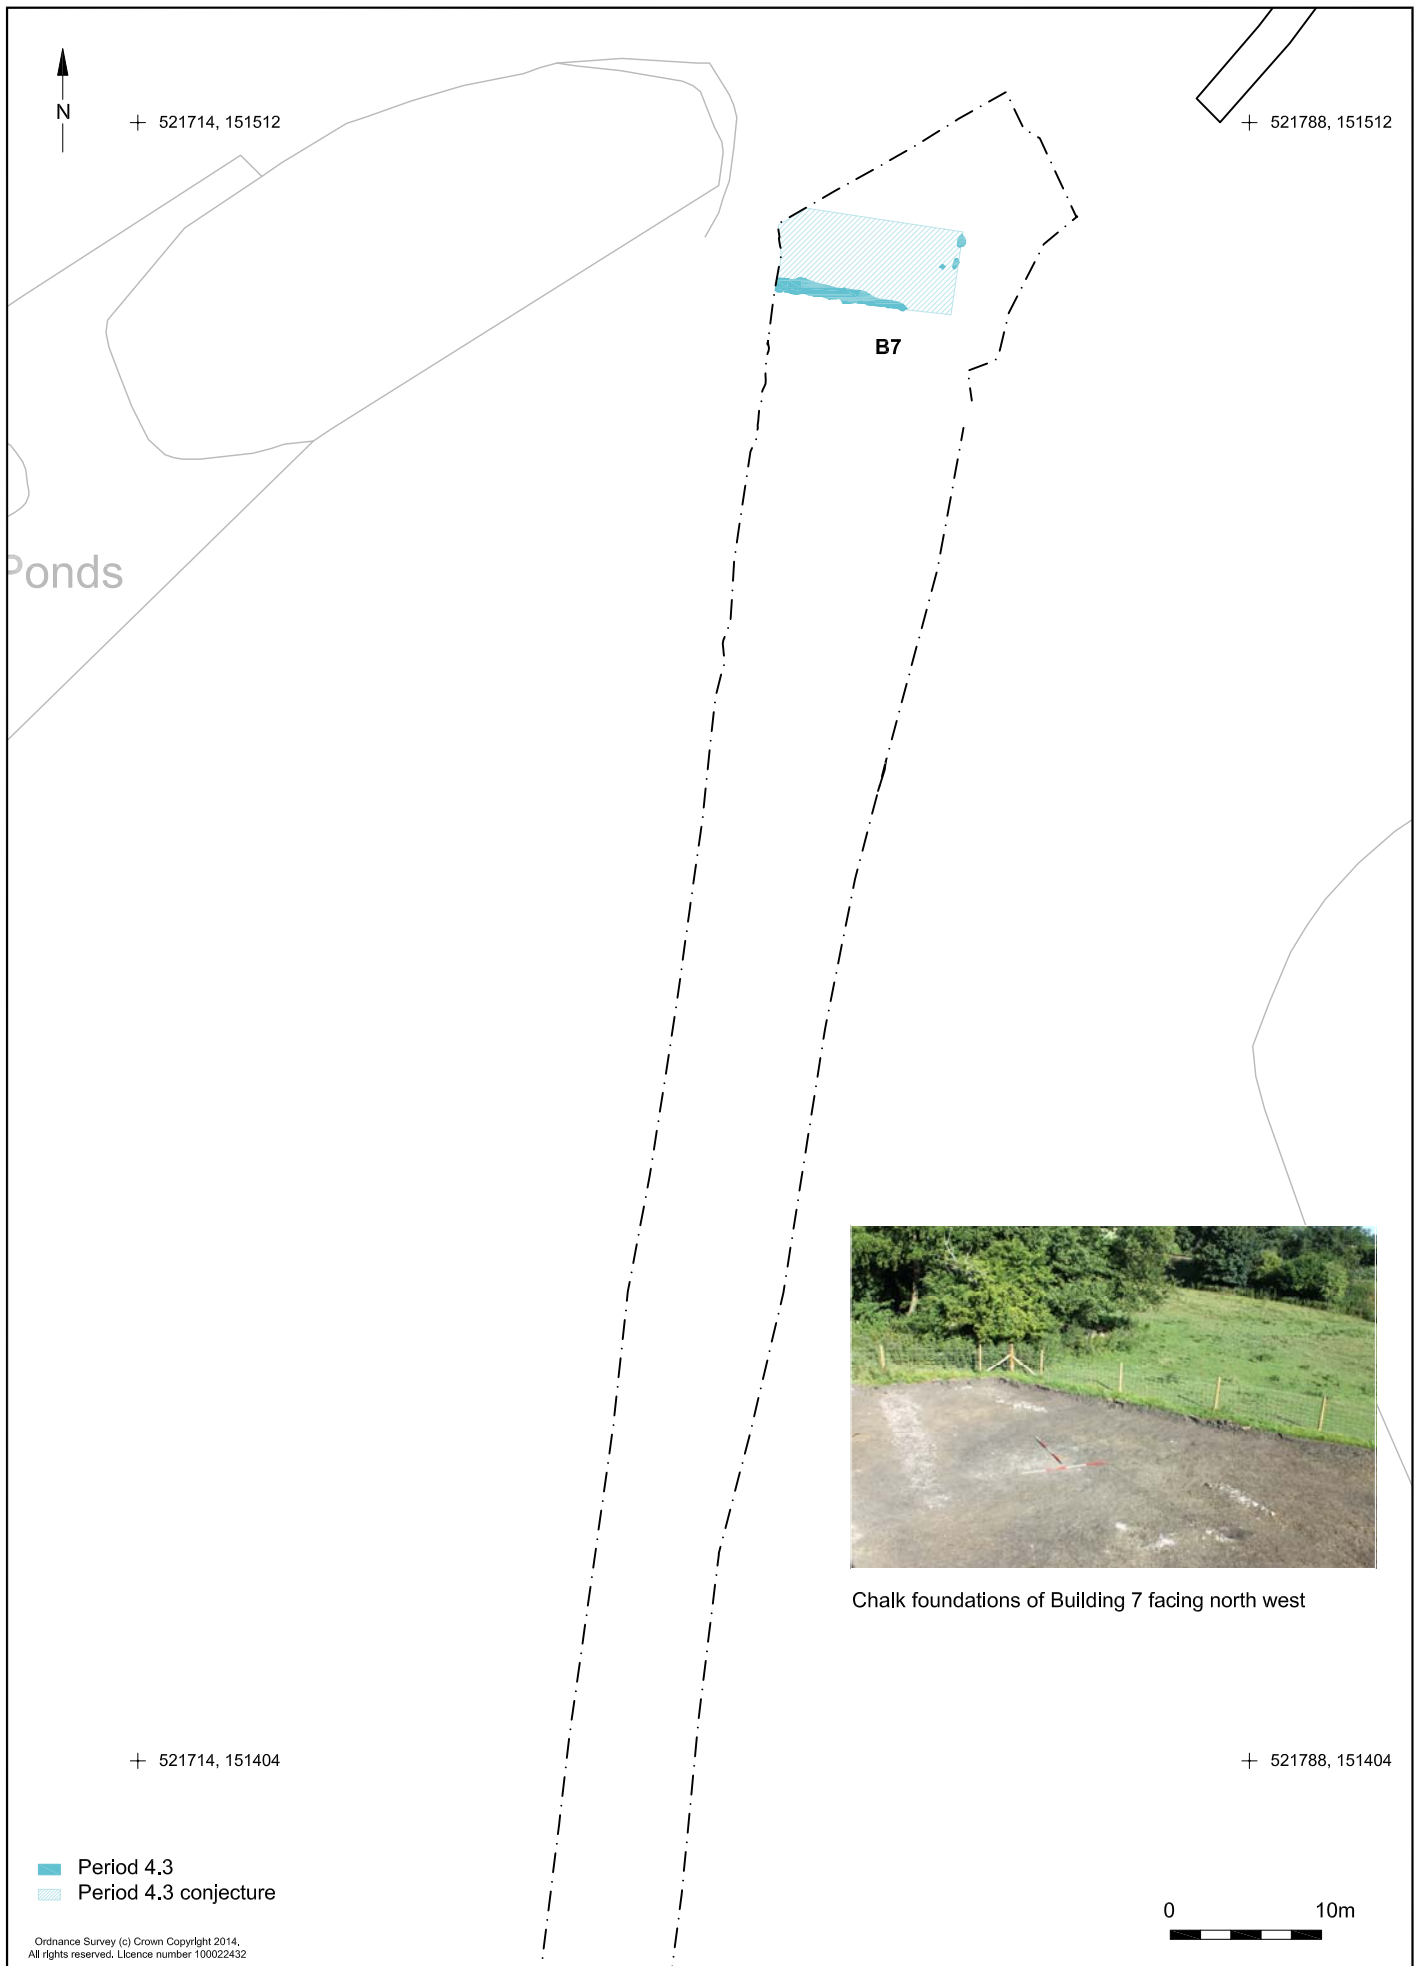 N
521714, 151512
521788, 151512
B7
Ponds
Chalk foundations of Building 7 facing north west
521714, 151404
521788, 151404
Period 4.3
Period 4.3 conjecture
0 10m
Ordnance Survey (c) Crown Copyright 2014,
All rights reserved. Licence number 100022432